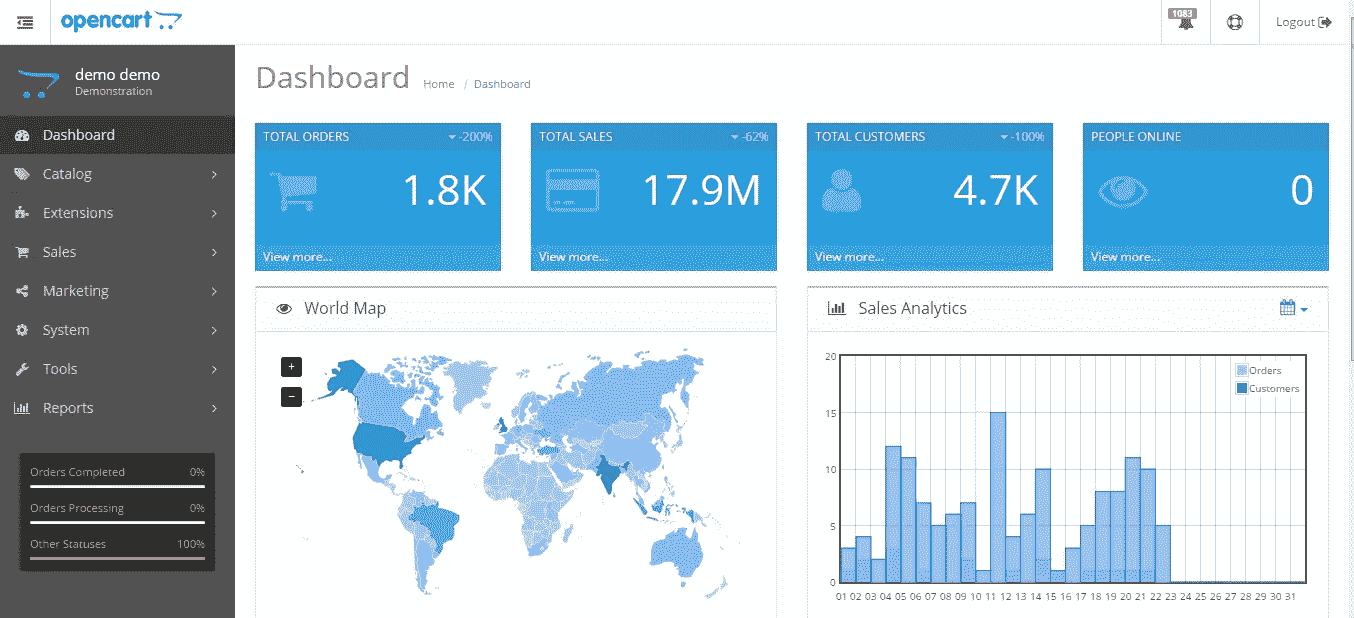 opencart
1083
Logout
demo demo
Demonstration
Dashboard
Catalog
Extensions
Sales
Marketing
System
Tools
Reports
Orders Completed 0%
Orders Processing 0%
Other Statuses 100%
Dashboard Home / Dashboard
TOTAL ORDERS -200%
1.8K
View more...
TOTAL SALES -62%
17.9M
View more...
TOTAL CUSTOMERS -100%
4.7K
View more...
PEOPLE ONLINE
0
View more...
World Map
+
−
Sales Analytics
Orders
Customers
20
15
10
5
0
01 02 03 04 05 06 07 08 09 10 11 12 13 14 15 16 17 18 19 20 21 22 23 24 25 26 27 28 29 30 31